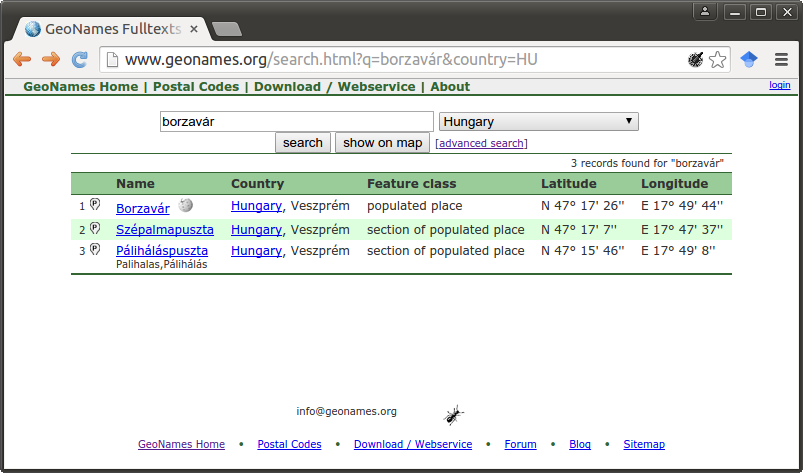 GeoNames Fulltexts
www.geonames.org/search.html?q=borzavár&country=HU
GeoNames Home | Postal Codes | Download / Webservice | About
login
borzavár
Hungary
search show on map [advanced search]
3 records found for "borzavár"
Name Country Feature class Latitude Longitude
1 P Borzavár Hungary, Veszprém populated place N 47° 17' 26'' E 17° 49' 44''
2 P Szépalmapuszta Hungary, Veszprém section of populated place N 47° 17' 7'' E 17° 47' 37''
3 P Páliháláspuszta Hungary, Veszprém section of populated place N 47° 15' 46'' E 17° 49' 8''
Palihalas,Pálihálás
info@geonames.org
GeoNames Home • Postal Codes • Download / Webservice • Forum • Blog • Sitemap